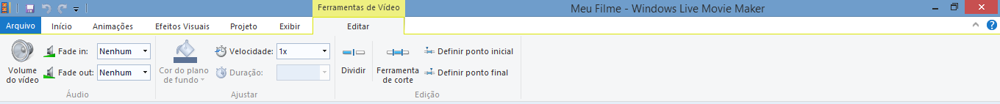 Ferramentas de Vídeo
Meu Filme - Windows Live Movie Maker
Arquivo Início Animações Efeitos Visuais Projeto Exibir Editar
Volume do vídeo
Fade in: Nenhum
Fade out: Nenhum
Áudio
Cor do plano de fundo
Velocidade: 1x
Duração:
Ajustar
Dividir
Ferramenta de corte
Definir ponto inicial
Definir ponto final
Edição